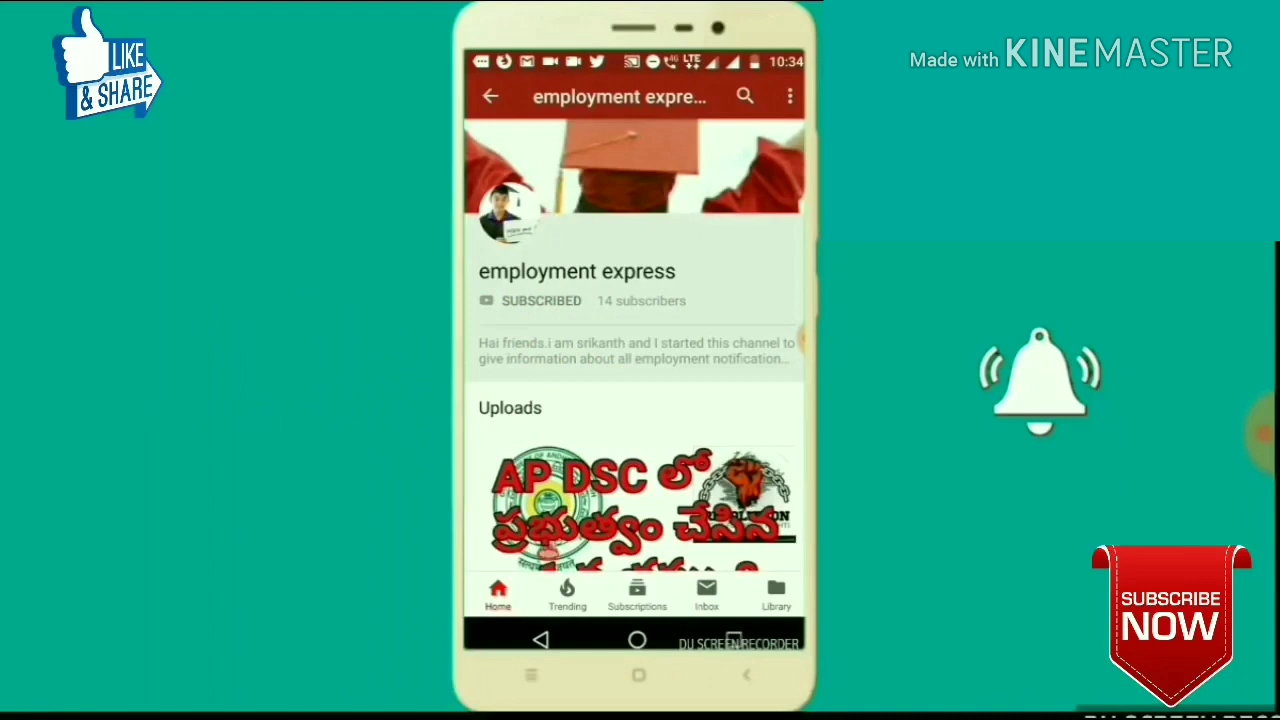 LIKE
& SHARE
Made with KINEMASTER
4G LTE 10:34
employment expre...
employment express
SUBSCRIBED 14 subscribers
Hai friends.i am srikanth and I started this channel to
give information about all employment notification...
Uploads
AP DSC లో
ప్రభుత్వం చేసిన
Home Trending Subscriptions Inbox Library
DU SCREEN RECORDER
SUBSCRIBE
NOW